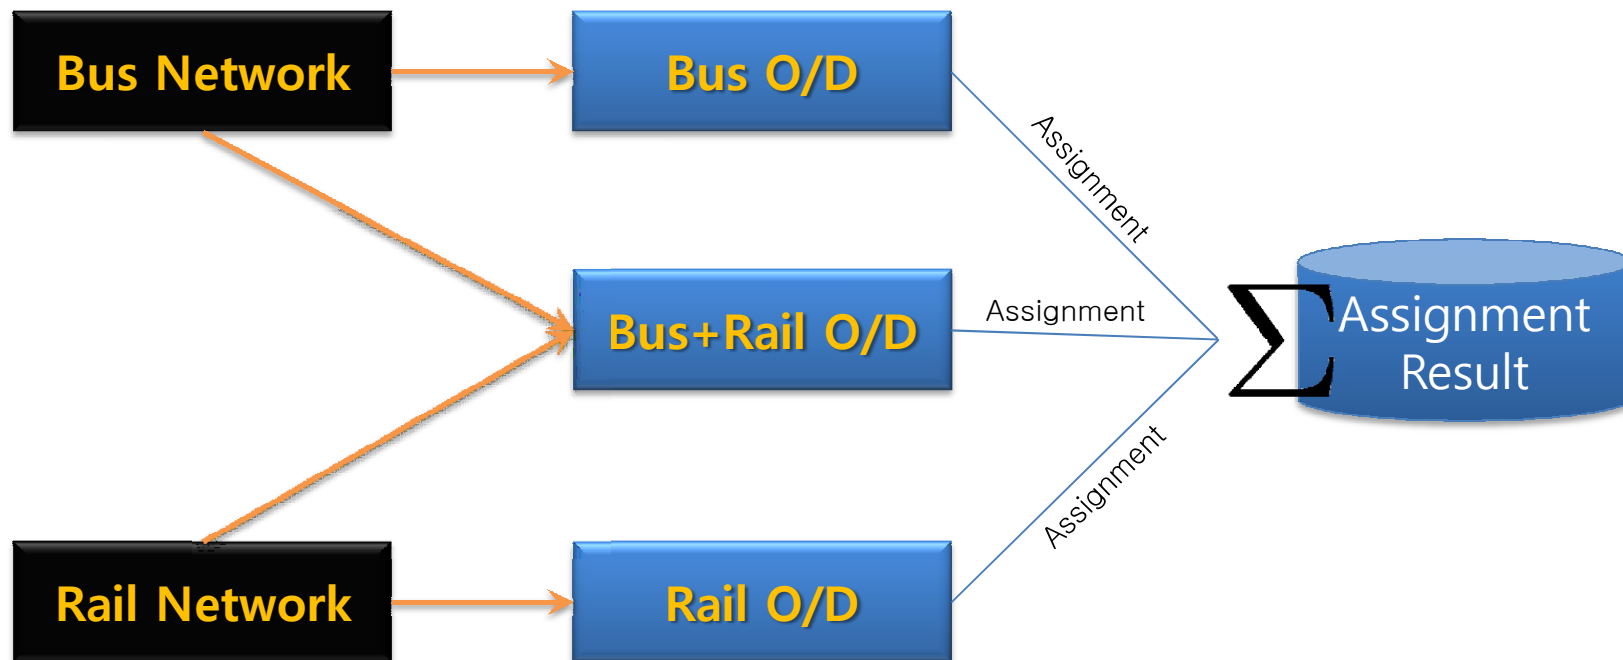 Bus Network
Bus O/D
Assignment
Bus+Rail O/D
Assignment
∑
Assignment
Result
Assignment
Rail Network
Rail O/D